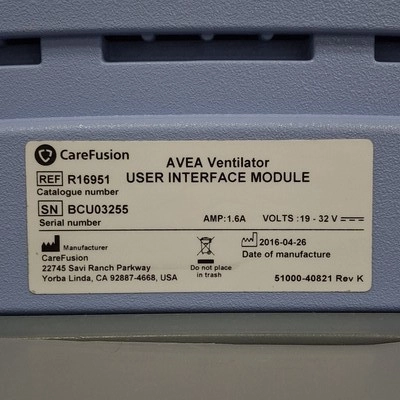 CareFusion
AVEA Ventilator
USER INTERFACE MODULE
REF R16951
Catalogue number
SN BCU03255
Serial number
AMP:1.6A VOLTS :19 - 32 V
Manufacturer
CareFusion
22745 Savi Ranch Parkway
Yorba Linda, CA 92887-4668, USA
Do not place
in trash
2016-04-26
Date of manufacture
51000-40821 Rev K